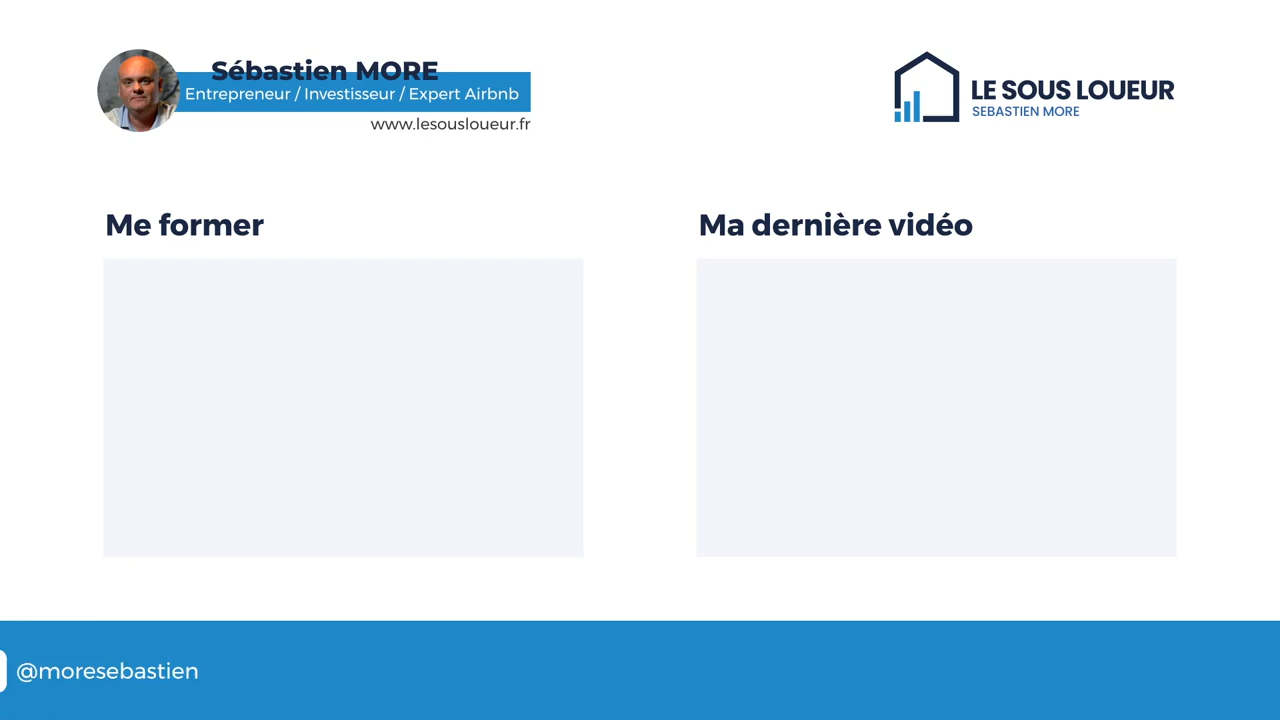 Sébastien MORE
Entrepreneur / Investisseur / Expert Airbnb
www.lesousloueur.fr
LE SOUS LOUEUR
SEBASTIEN MORE
Me former
Ma dernière vidéo
@moresebastien